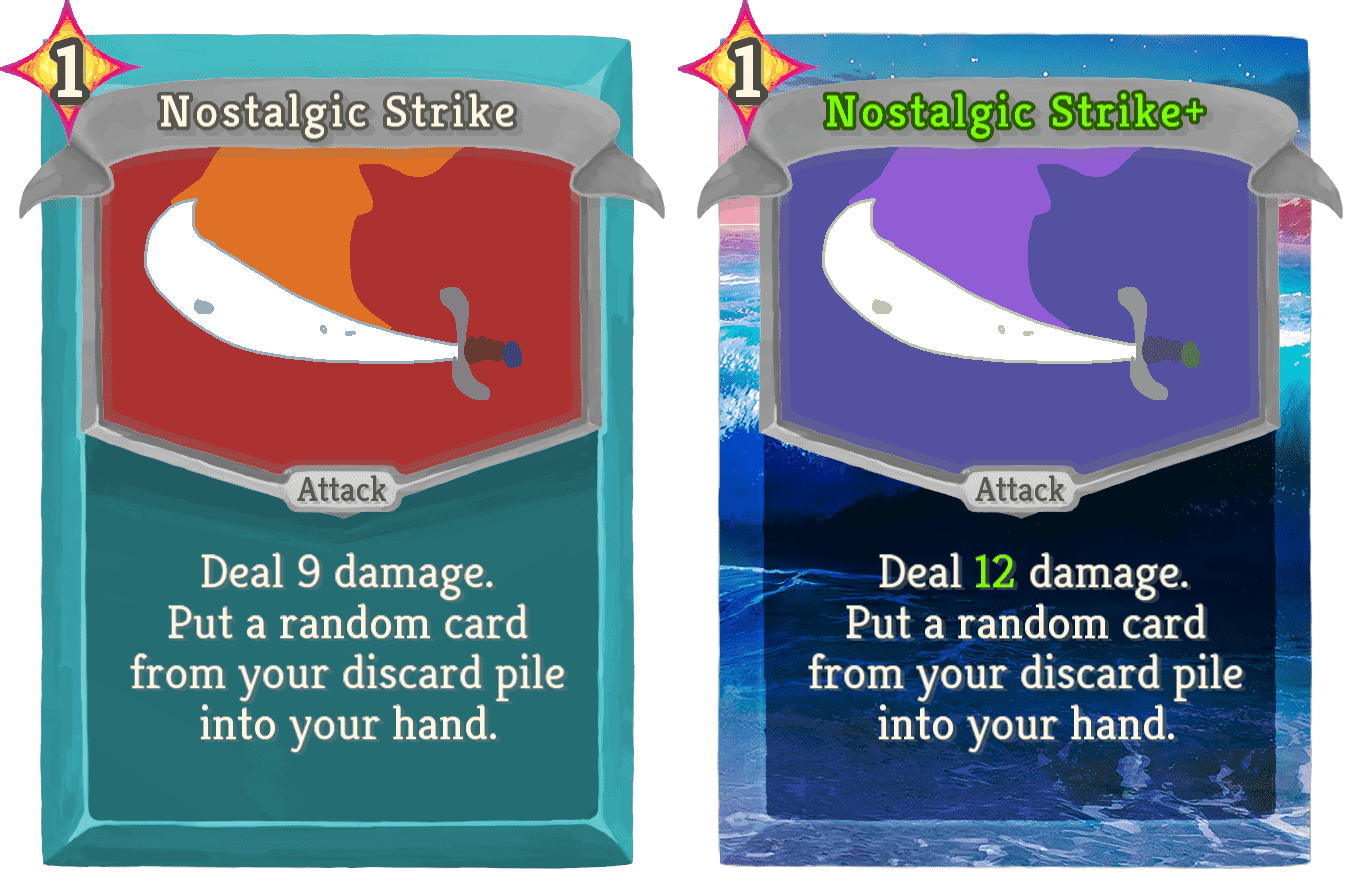 1
Nostalgic Strike
Attack
Deal 9 damage.
Put a random card
from your discard pile
into your hand.
1
Nostalgic Strike+
Attack
Deal 12 damage.
Put a random card
from your discard pile
into your hand.